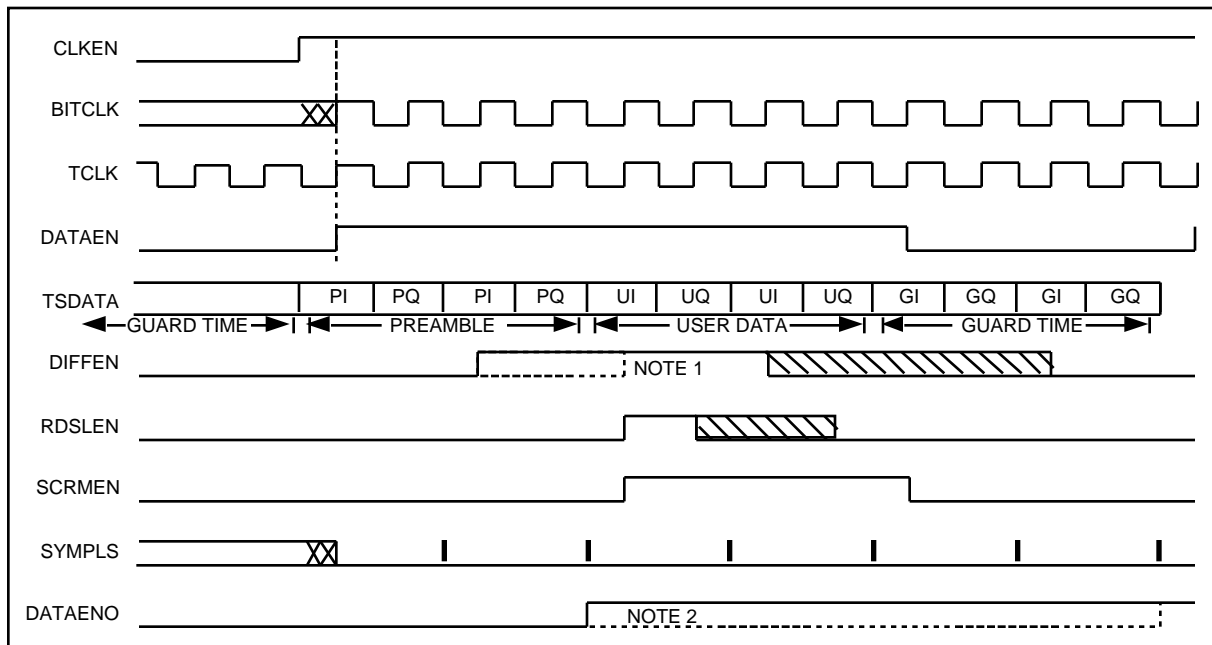 CLKEN
BITCLK
TCLK
DATAEN
TSDATA PI PQ PI PQ UI UQ UI UQ GI GQ GI GQ
GUARD TIME PREAMBLE USER DATA GUARD TIME
DIFFEN NOTE 1
RDSLEN
SCRMEN
SYMPLS
DATAENO NOTE 2